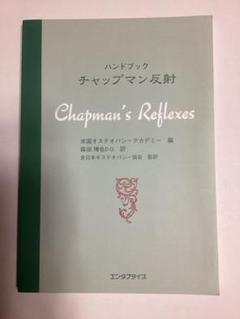 ハンドブック
チャップマン反射
Chapman's Reflexes
米国オステオパシーアカデミー 編
森田 博也D.O. 訳
全日本オステオパシー協会 監訳
エンタプライズ